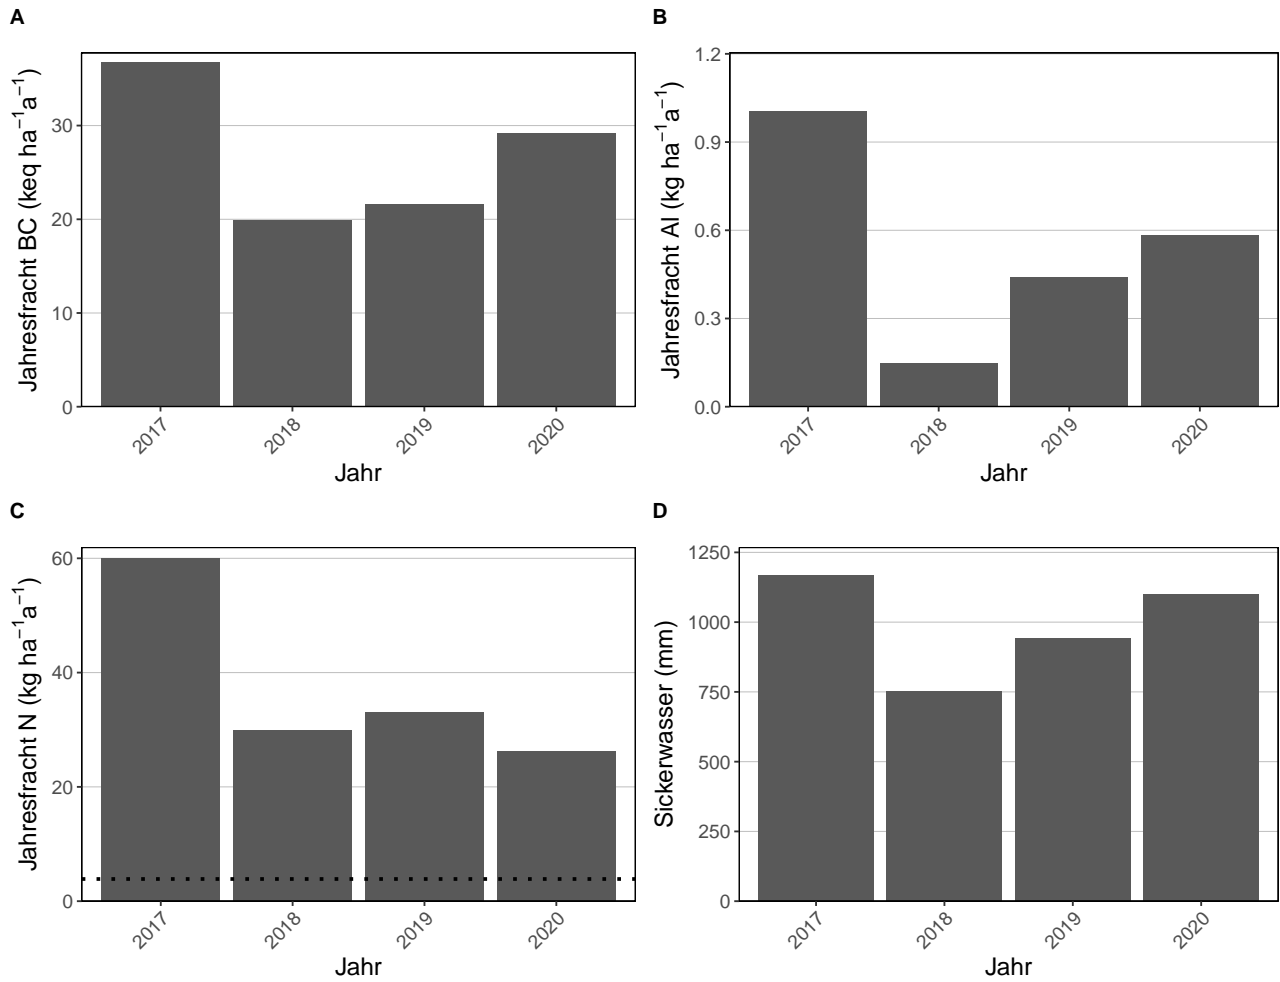 A
Jahresfracht BC (keq ha⁻¹a⁻¹)
30
20
10
0
2017
2018
2019
2020
Jahr
B
Jahresfracht Al (kg ha⁻¹a⁻¹)
1.2
0.9
0.6
0.3
0.0
2017
2018
2019
2020
Jahr
C
Jahresfracht N (kg ha⁻¹a⁻¹)
60
40
20
0
2017
2018
2019
2020
Jahr
D
Sickerwasser (mm)
1250
1000
750
500
250
0
2017
2018
2019
2020
Jahr